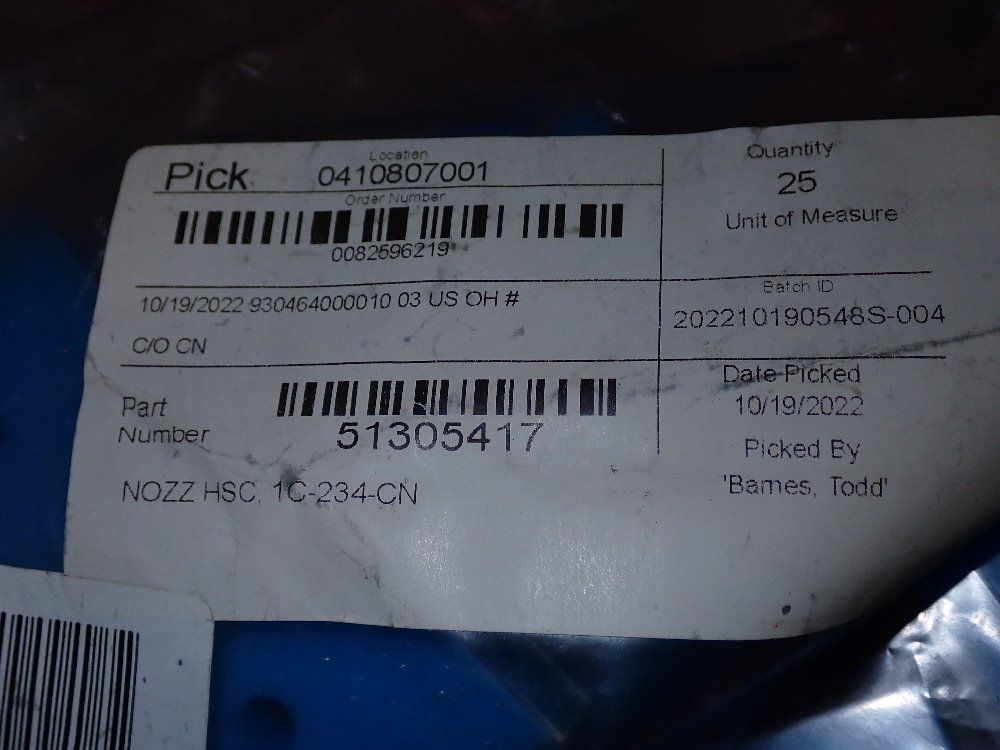 Pick
Location
0410807001
Order Number
0082596219
Quantity
25
Unit of Measure
10/19/2022 930464000010 03 US OH #
C/O CN
Batch ID
202210190548S-004
Part
Number
51305417
Date Picked
10/19/2022
Picked By
'Barnes, Todd'
NOZZ HSC, 1C-234-CN